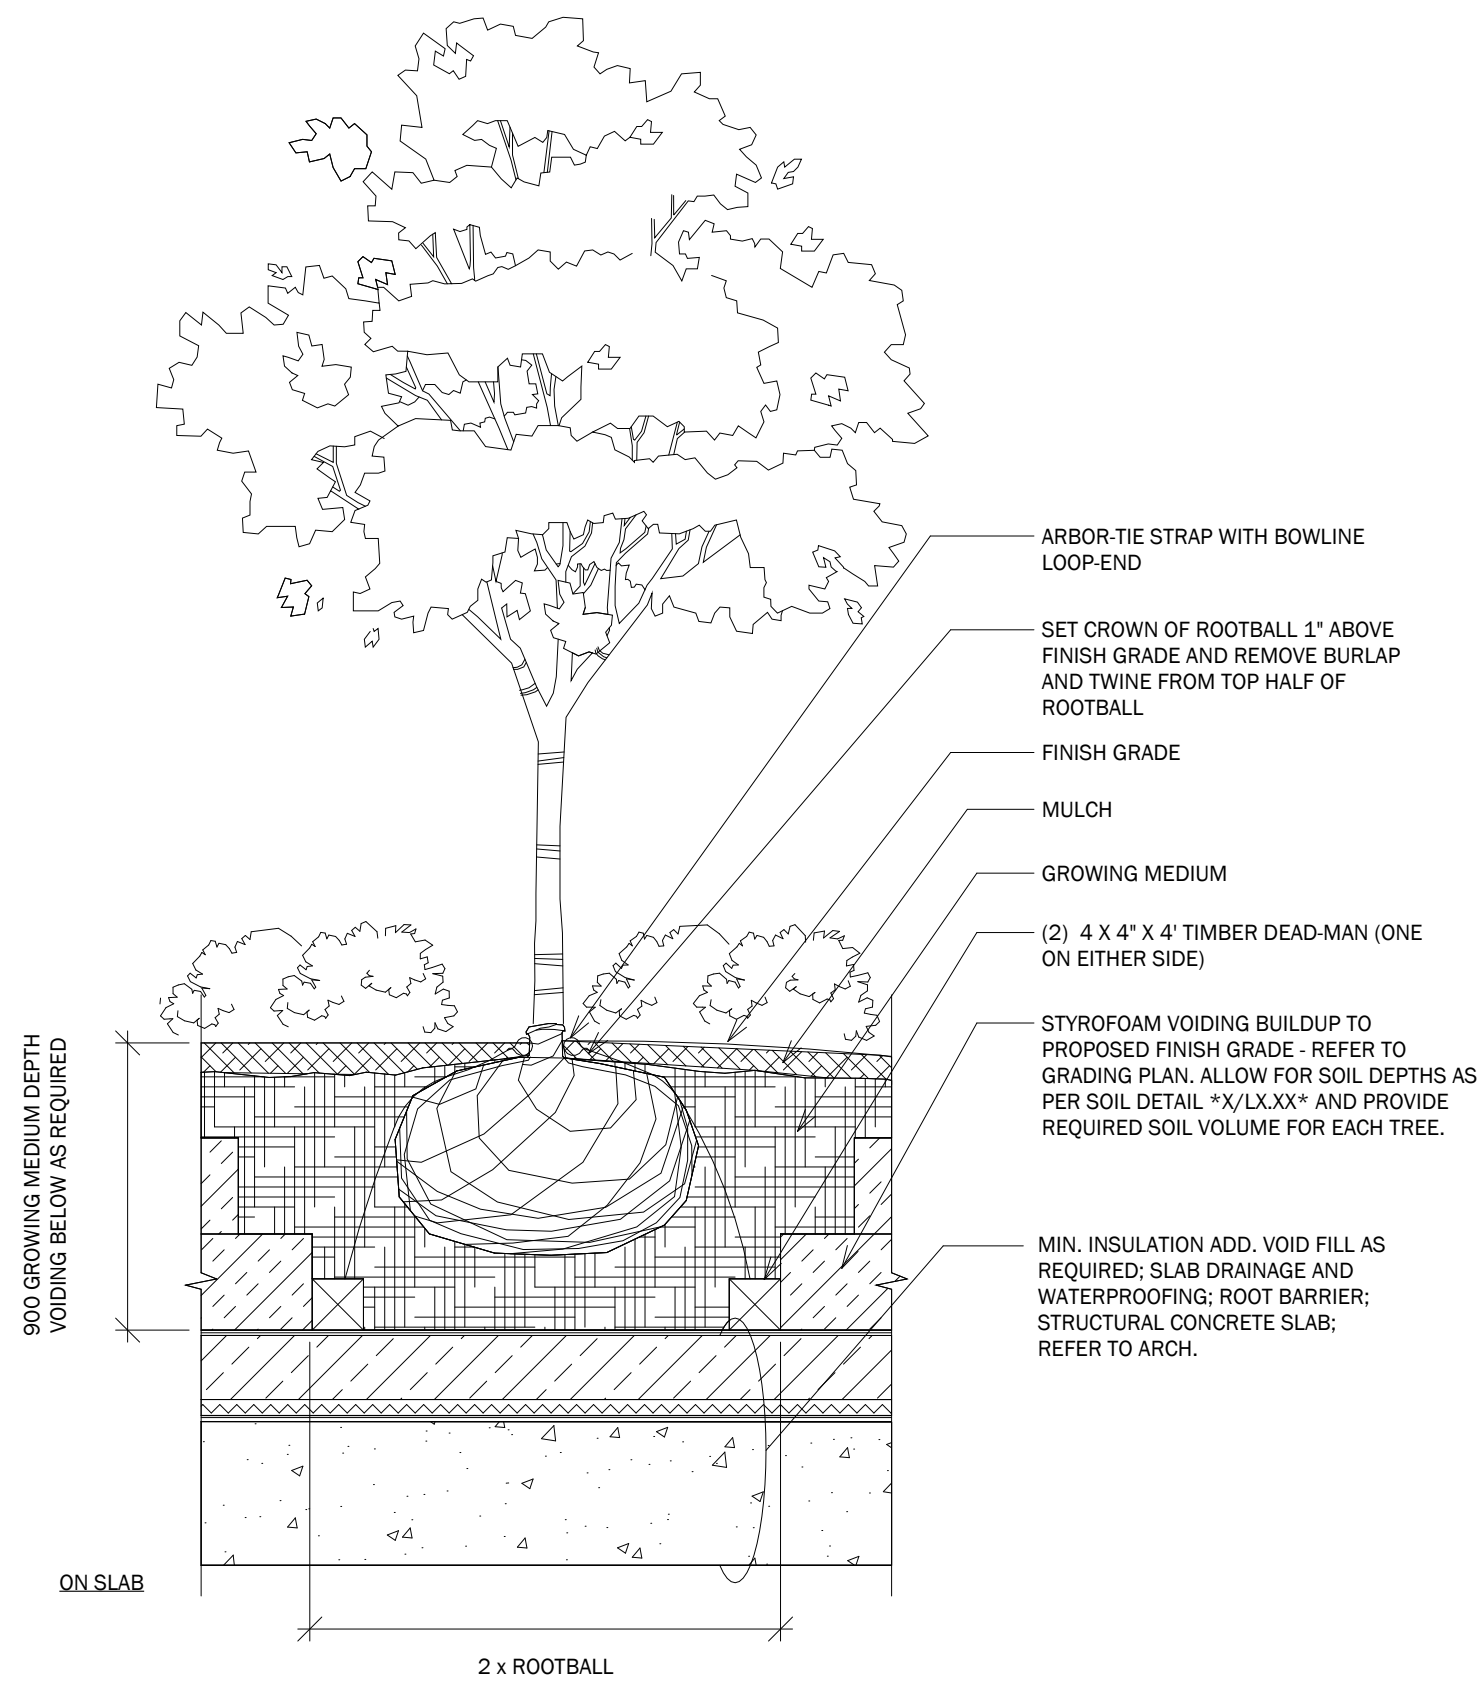 ARBOR-TIE STRAP WITH BOWLINE
LOOP-END
SET CROWN OF ROOTBALL 1" ABOVE
FINISH GRADE AND REMOVE BURLAP
AND TWINE FROM TOP HALF OF
ROOTBALL
FINISH GRADE
MULCH
GROWING MEDIUM
(2) 4 X 4" X 4' TIMBER DEAD-MAN (ONE
ON EITHER SIDE)
STYROFOAM VOIDING BUILDUP TO
PROPOSED FINISH GRADE - REFER TO
GRADING PLAN. ALLOW FOR SOIL DEPTHS AS
PER SOIL DETAIL *X/LX.XX* AND PROVIDE
REQUIRED SOIL VOLUME FOR EACH TREE.
900 GROWING MEDIUM DEPTH
VOIDING BELOW AS REQUIRED
MIN. INSULATION ADD. VOID FILL AS
REQUIRED; SLAB DRAINAGE AND
WATERPROOFING; ROOT BARRIER;
STRUCTURAL CONCRETE SLAB;
REFER TO ARCH.
ON SLAB
2 x ROOTBALL